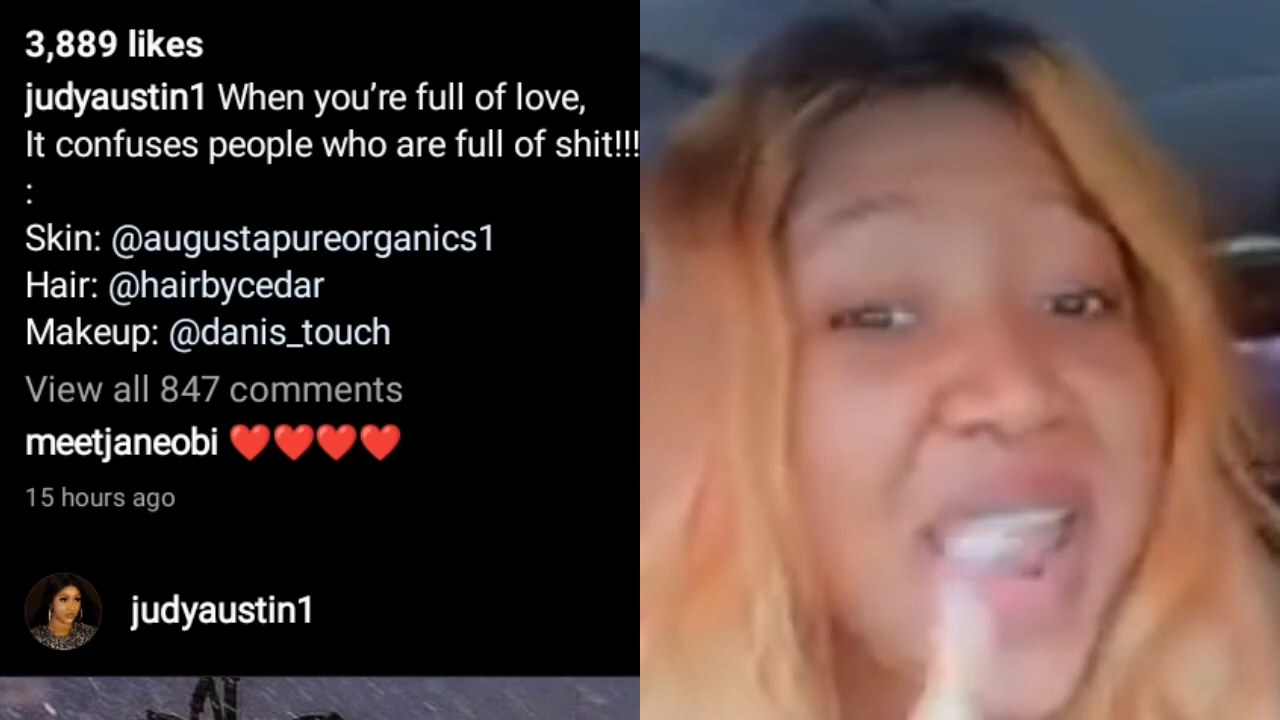 3,889 likes
judyaustin1 When you’re full of love,
It confuses people who are full of shit!!!
:
Skin: @augustapureorganics1
Hair: @hairbycedar
Makeup: @danis_touch
View all 847 comments
meetjaneobi ❤️❤️❤️❤️
15 hours ago
judyaustin1